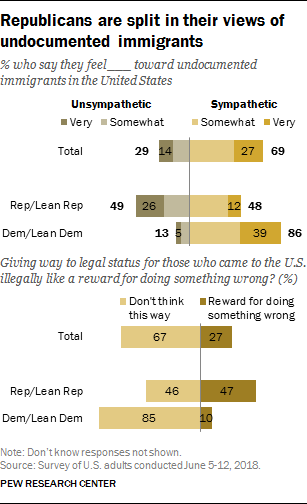 Republicans are split in their views of
undocumented immigrants
% who say they feel____ toward undocumented
immigrants in the United States
Unsympathetic Sympathetic
Very Somewhat Somewhat Very
Total 29 14 27 69
Rep/Lean Rep 49 26 12 48
Dem/Lean Dem 13 5 39 86
Giving way to legal status for those who came to the U.S.
illegally like a reward for doing something wrong? (%)
Don't think Reward for doing
this way something wrong
Total 67 27
Rep/Lean Rep 46 47
Dem/Lean Dem 85 10
Note: Don't know responses not shown.
Source: Survey of U.S. adults conducted June 5-12, 2018.
PEW RESEARCH CENTER